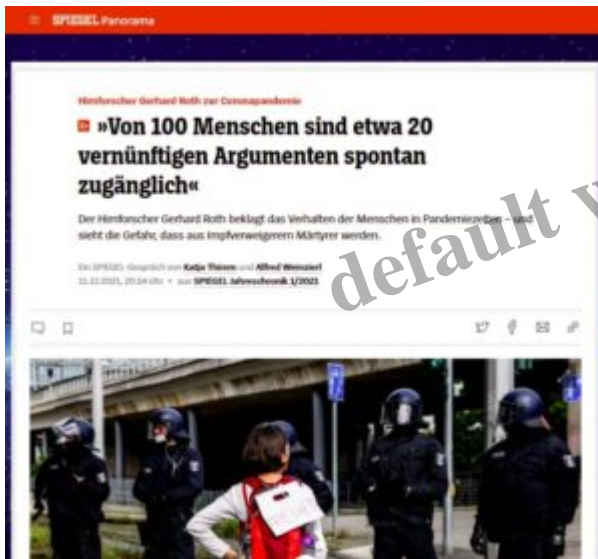 SPIEGEL Panorama
Hirnforscher Gerhard Roth zur Coronapandemie
S+ »Von 100 Menschen sind etwa 20
vernünftigen Argumenten spontan
zugänglich«
Der Hirnforscher Gerhard Roth beklagt das Verhalten der Menschen in Pandemiezeiten – und
sieht die Gefahr, dass aus Impfverweigerern Märtyrer werden.
Ein SPIEGEL-Gespräch von Katja Thimm und Alfred Weinzierl
aus SPIEGEL Jahreschronik 1/2021
default